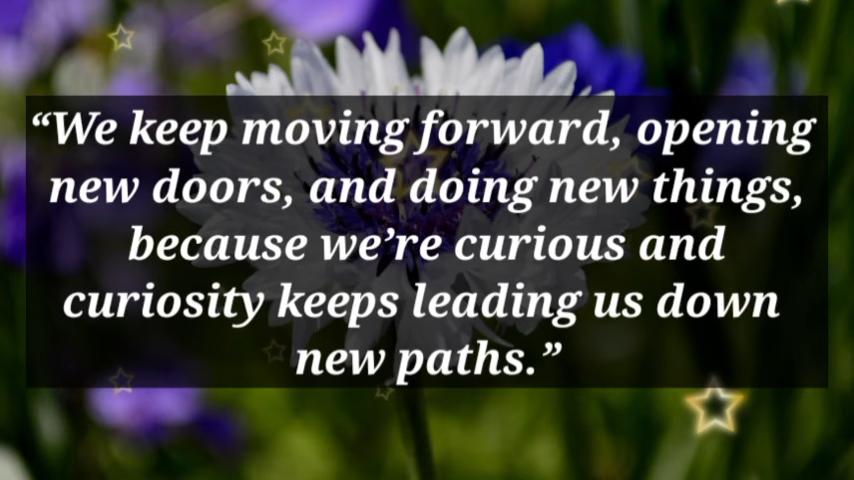 “We keep moving forward, opening
new doors, and doing new things,
because we’re curious and
curiosity keeps leading us down
new paths.”